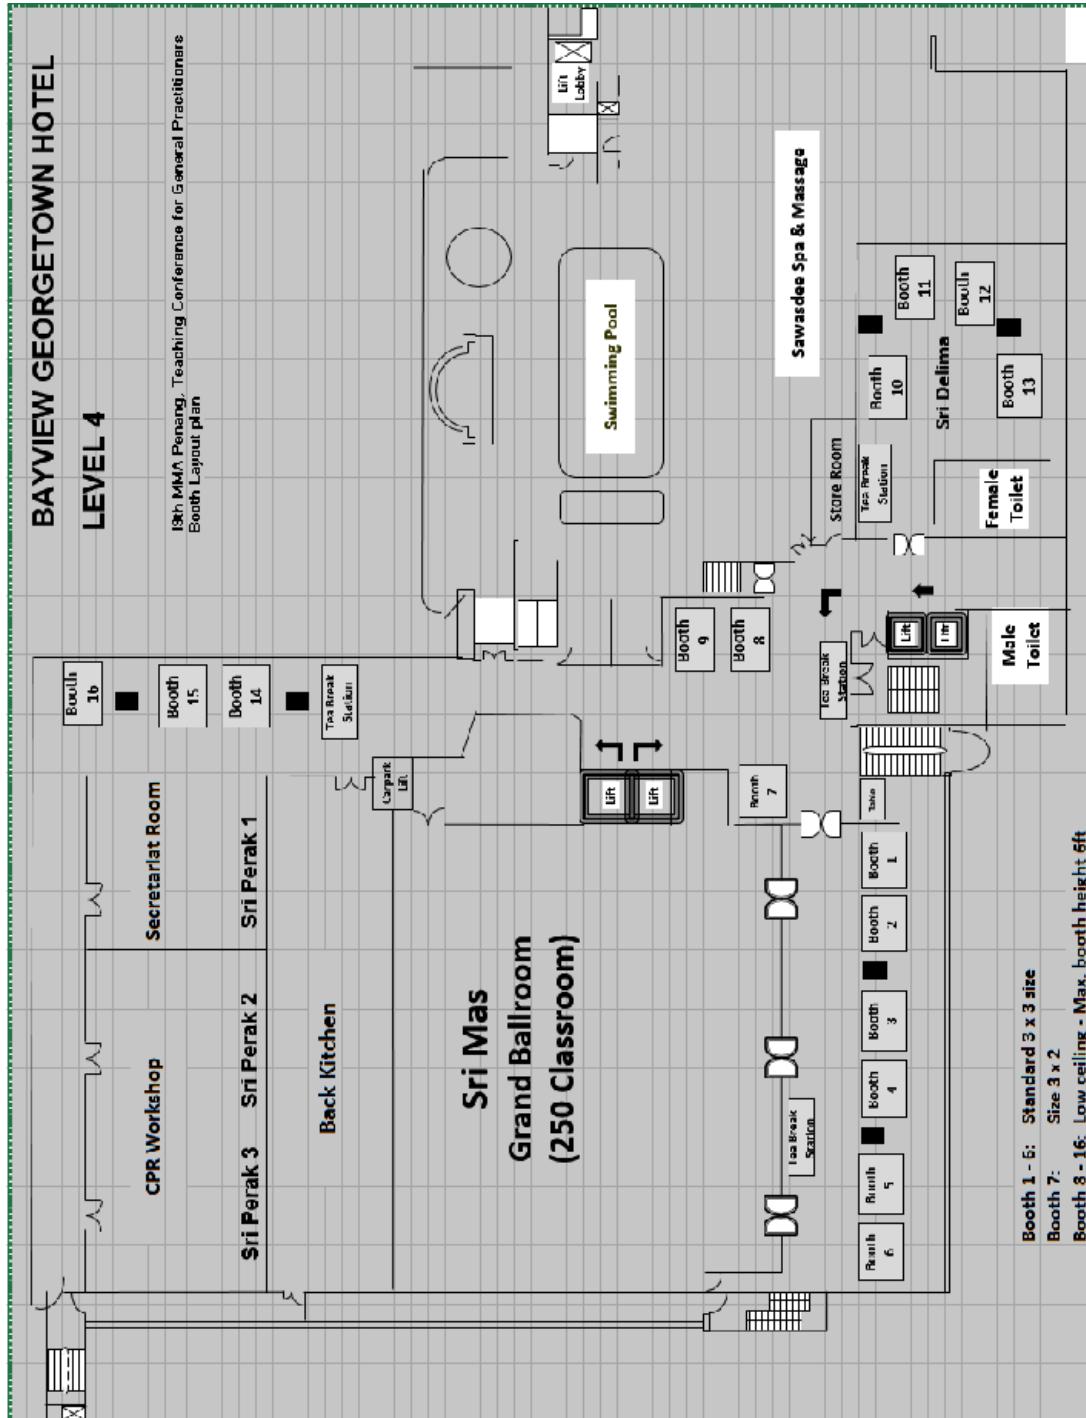 BAYVIEW GEORGETOWN HOTEL
LEVEL 4
19th MMA Penang, Teaching Conference for General Practitioners
Booth Layout plan
Booth
16
Booth
15
Booth
14
Tea Break
Station
Carpark
Lift
Secretariat Room
Sri Perak 1
CPR Workshop
Sri Perak 2
Sri Perak 3
Back Kitchen
Sri Mas
Grand Ballroom
(250 Classroom)
Lift
Lobby
Swimming Pool
Sawasdee Spa & Massage
Booth
11
Booth
12
Booth
10
Booth
13
Sri Delima
Store Room
Tea Break
Station
Female
Toilet
Male
Toilet
Lift
Lift
Booth
9
Booth
8
Tea Break
Station
Lift
Lift
Booth
7
Table
Booth
1
Booth
2
Booth
3
Booth
4
Booth
5
Booth
6
Tea Break
Station
Booth 1 - 6: Standard 3 x 3 size
Booth 7: Size 3 x 2
Booth 8 - 16: Low ceiling - Max. booth height 6ft